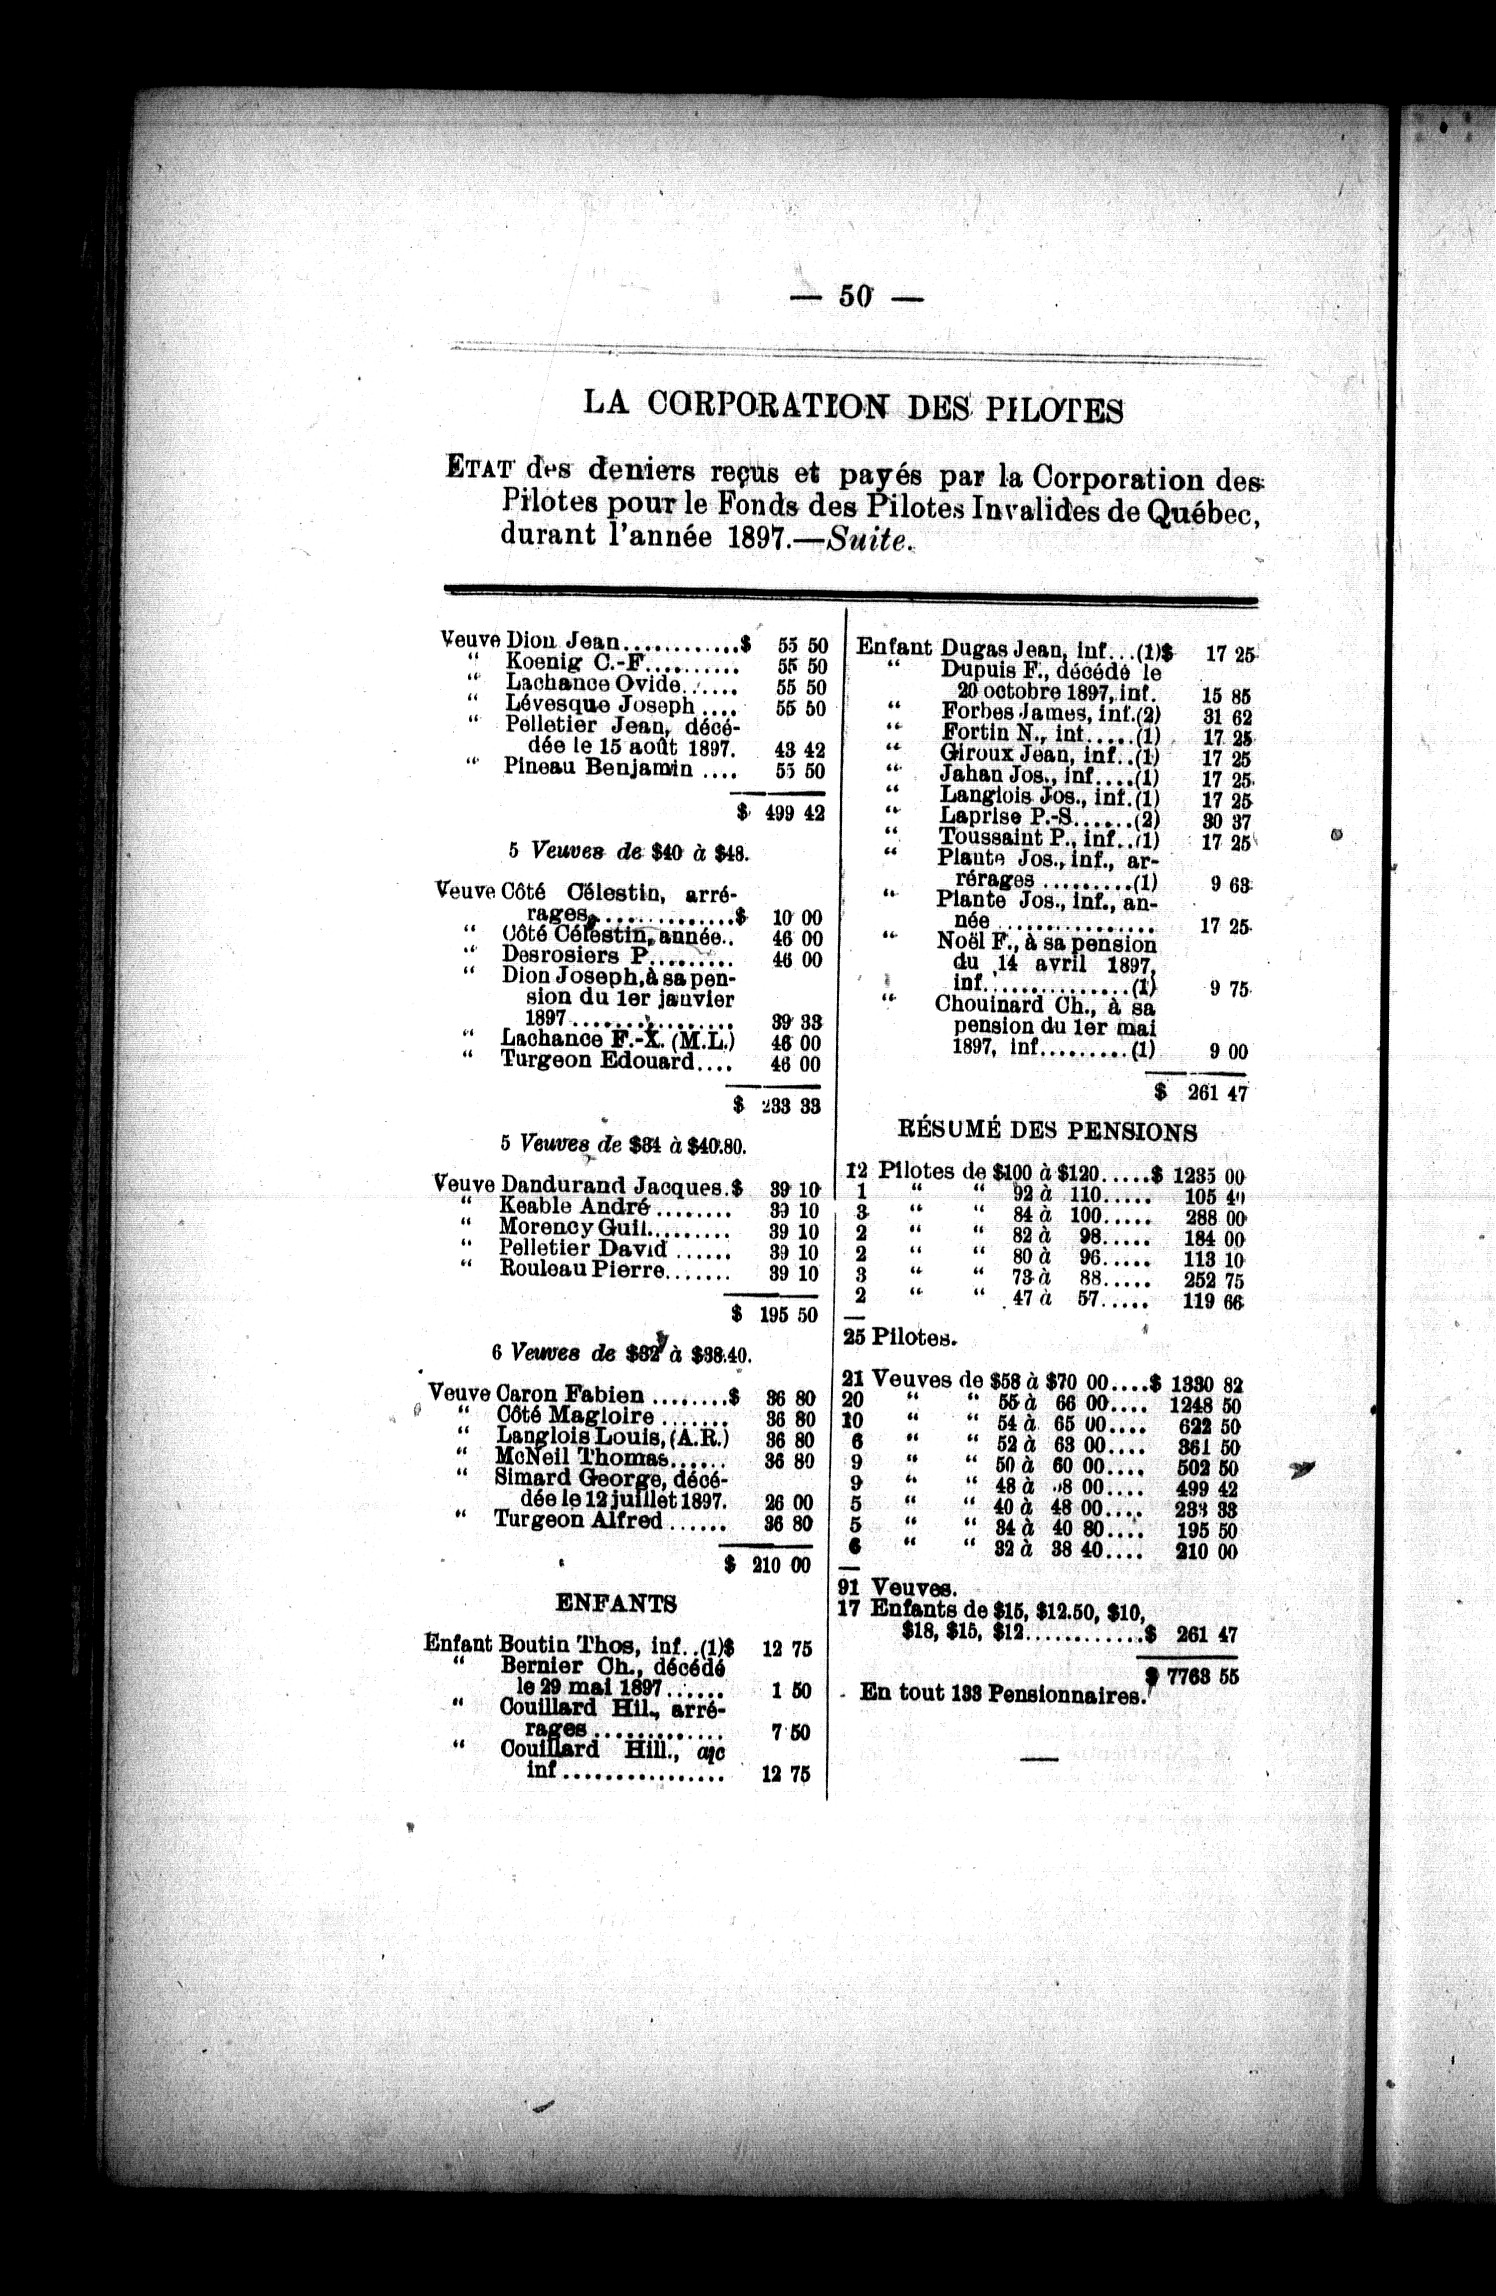 — 50 —
LA CORPORATION DES PILOTES
ETAT des deniers reçus et payés par la Corporation des
Pilotes pour le Fonds des Pilotes Invalides de Québec,
durant l'année 1897.—Suite.
Veuve Dion Jean............$ 55 50
“ Koenig C.-F.......... 55 50
“ Lachance Ovide....... 55 50
“ Lévesque Joseph .... 55 50
“ Pelletier Jean, décé-
dée le 15 août 1897. 43 42
“ Pineau Benjamin .... 55 50
$ 499 42
5 Veuves de $40 à $48.
Veuve Côté Célestin, arré-
rages..............$ 10 00
“ Côté Célestin, année.. 46 00
“ Desrosiers P......... 46 00
“ Dion Joseph, à sa pen-
sion du 1er janvier
1897................ 39 33
“ Lachance F.-X. (M.L.) 46 00
“ Turgeon Edouard.... 46 00
$ 233 33
5 Veuves de $34 à $40.80.
Veuve Dandurand Jacques.$ 39 10
“ Keable André........ 39 10
“ Morency Guil......... 39 10
“ Pelletier David ...... 39 10
“ Rouleau Pierre....... 39 10
$ 195 50
6 Veuves de $32 à $38.40.
Veuve Caron Fabien ........$ 36 80
“ Côté Magloire ....... 36 80
“ Langlois Louis, (A.R.) 36 80
“ McNeil Thomas...... 36 80
“ Simard George, décé-
dée le 12 juillet 1897. 26 00
“ Turgeon Alfred ...... 36 80
$ 210 00
ENFANTS
Enfant Boutin Thos, inf..(1)$ 12 75
“ Bernier Ch., décédé
le 29 mai 1897...... 1 50
“ Couillard Hil., arré-
rages ............. 7 50
“ Couillard Hill., a|c
inf ................ 12 75
Enfant Dugas Jean, inf...(1)$ 17 25
“ Dupuis F., décédé le
20 octobre 1897, inf. 15 85
“ Forbes James, inf.(2) 31 62
“ Fortin N., int.....(1) 17 25
“ Giroux Jean, inf..(1) 17 25
“ Jahan Jos., inf....(1) 17 25
“ Langlois Jos., inf.(1) 17 25
“ Laprise P.-S......(2) 30 37
“ Toussaint P., inf..(1) 17 25
“ Plante Jos., inf., ar-
rérages .........(1) 9 63
“ Plante Jos., inf., an-
née ............... 17 25
“ Noël F., à sa pension
du 14 avril 1897,
inf...............(1) 9 75
“ Chouinard Ch., à sa
pension du 1er mai
1897, inf.........(1) 9 00
$ 261 47
RÉSUMÉ DES PENSIONS
12 Pilotes de $100 à $120.....$ 1235 00
1 “ “ 92 à 110..... 105 40
3 “ “ 84 à 100..... 288 00
2 “ “ 82 à 98..... 184 00
2 “ “ 80 à 96..... 113 10
3 “ “ 73 à 88..... 252 75
2 “ “ 47 à 57..... 119 66
25 Pilotes.
21 Veuves de $58 à $70 00....$ 1330 82
20 “ “ 55 à 66 00.... 1248 50
10 “ “ 54 à 65 00.... 622 50
6 “ “ 52 à 63 00.... 361 50
9 “ “ 50 à 60 00.... 502 50
9 “ “ 48 à 8 00.... 499 42
5 “ “ 40 à 48 00.... 233 33
5 “ “ 34 à 40 80.... 195 50
6 “ “ 32 à 38 40.... 210 00
91 Veuves.
17 Enfants de $15, $12.50, $10,
$18, $15, $12............$ 261 47
$ 7763 55
En tout 133 Pensionnaires.